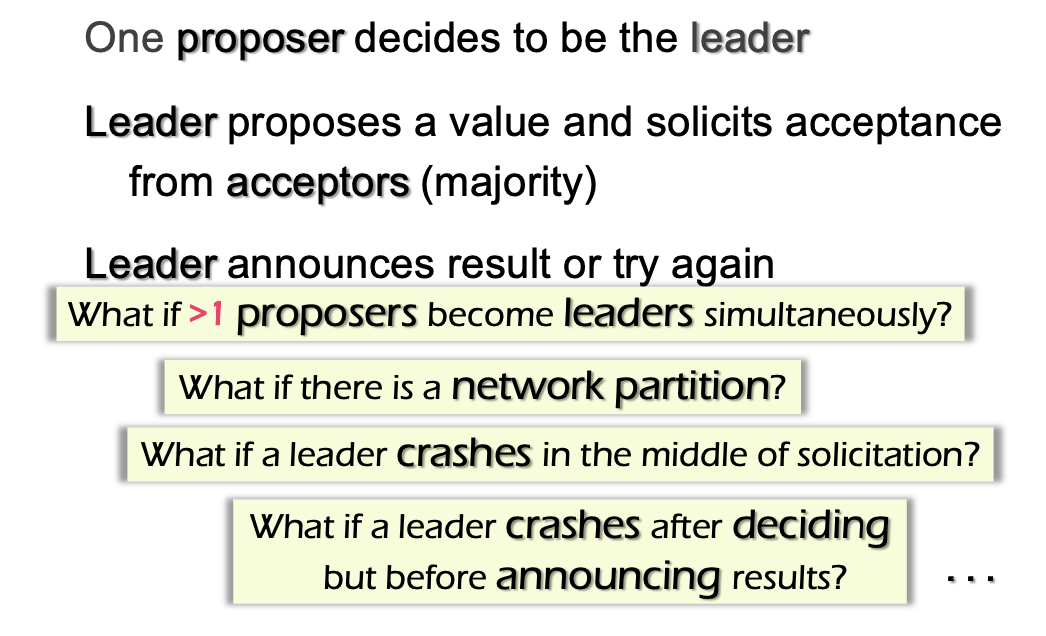 One proposer decides to be the leader
Leader proposes a value and solicits acceptance
from acceptors (majority)
Leader announces result or try again
What if >1 proposers become leaders simultaneously?
What if there is a network partition?
What if a leader crashes in the middle of solicitation?
What if a leader crashes after deciding
but before announcing results?
...